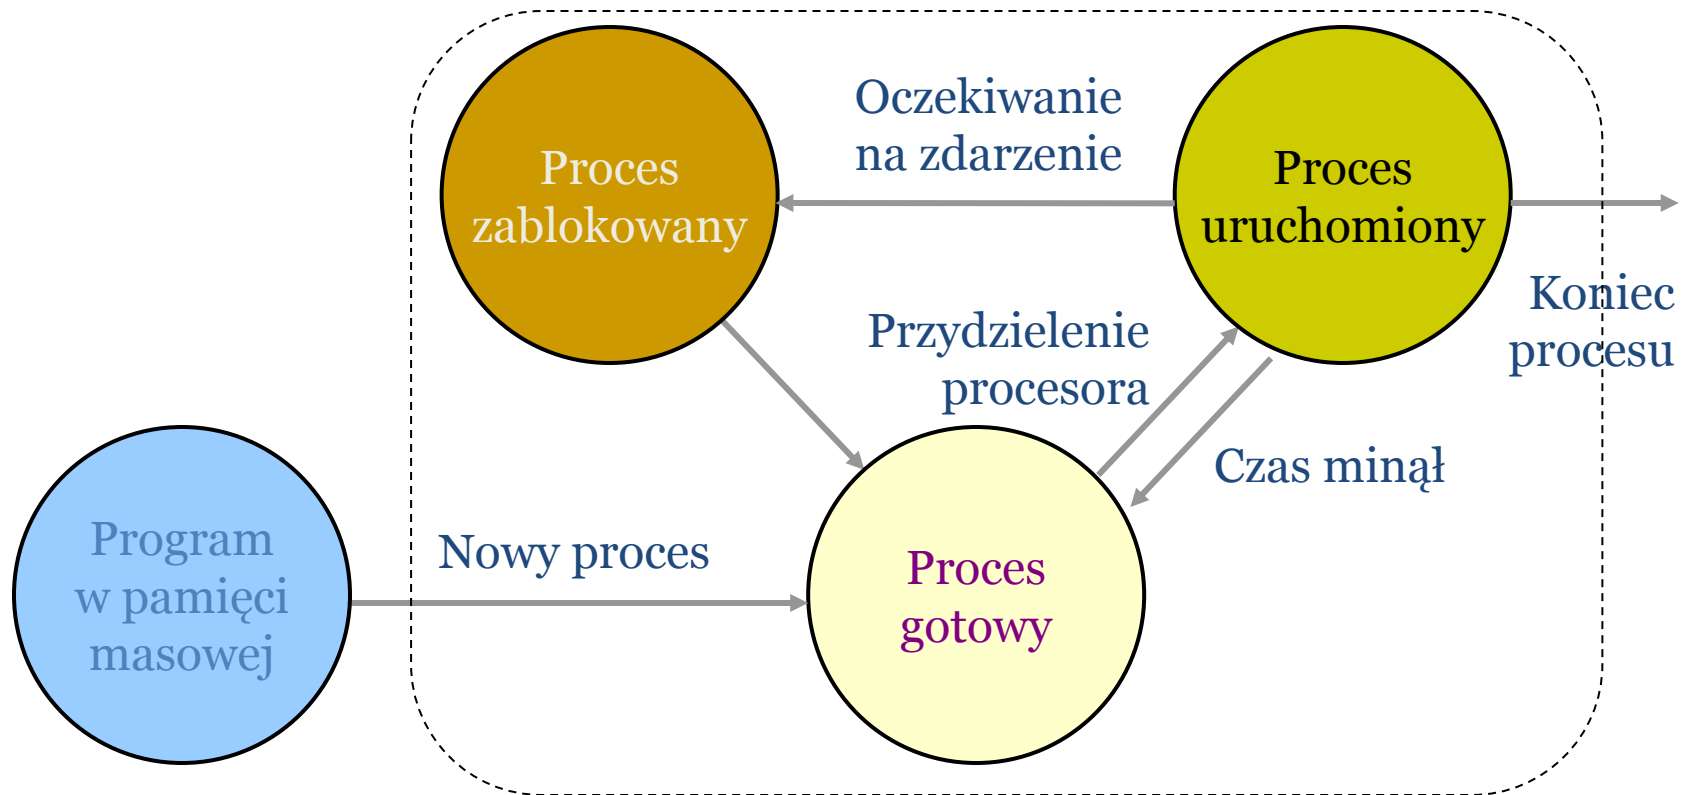 Oczekiwanie
na zdarzenie
Proces
zablokowany
Proces
uruchomiony
Koniec
procesu
Przydzielenie
procesora
Czas minął
Program
w pamięci
masowej
Nowy proces
Proces
gotowy